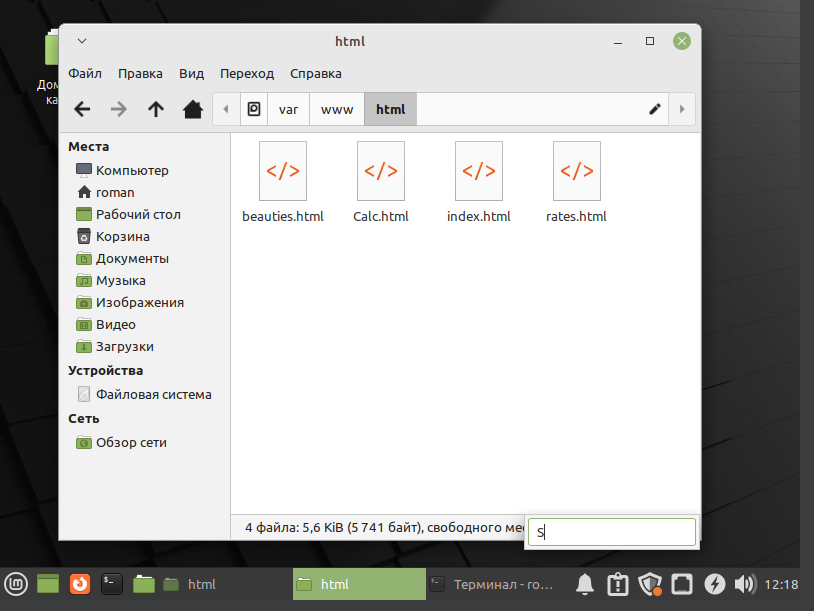 Дом
ка
html
Файл Правка Вид Переход Справка
var www html
Места
Компьютер
roman
Рабочий стол
Корзина
Документы
Музыка
Изображения
Видео
Загрузки
Устройства
Файловая система
Сеть
Обзор сети
</>
</>
</>
</>
beauties.html Calc.html index.html rates.html
4 файла: 5,6 KiB (5 741 байт), свободного мес
S
html html Терминал - ro... 12:18